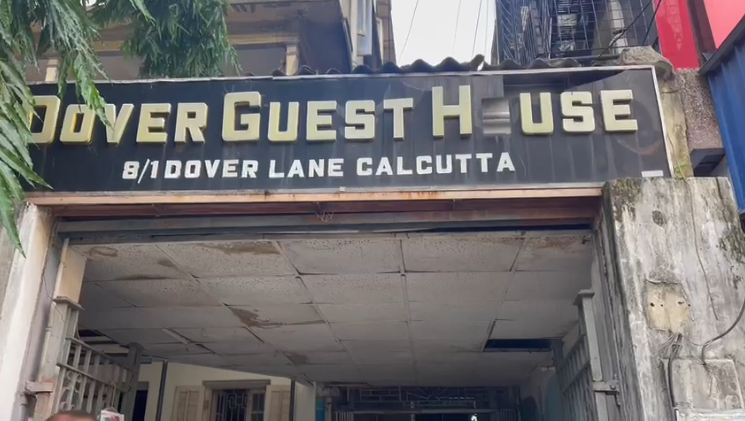 DOVER GUEST HOUSE
8/1 DOVER LANE CALCUTTA